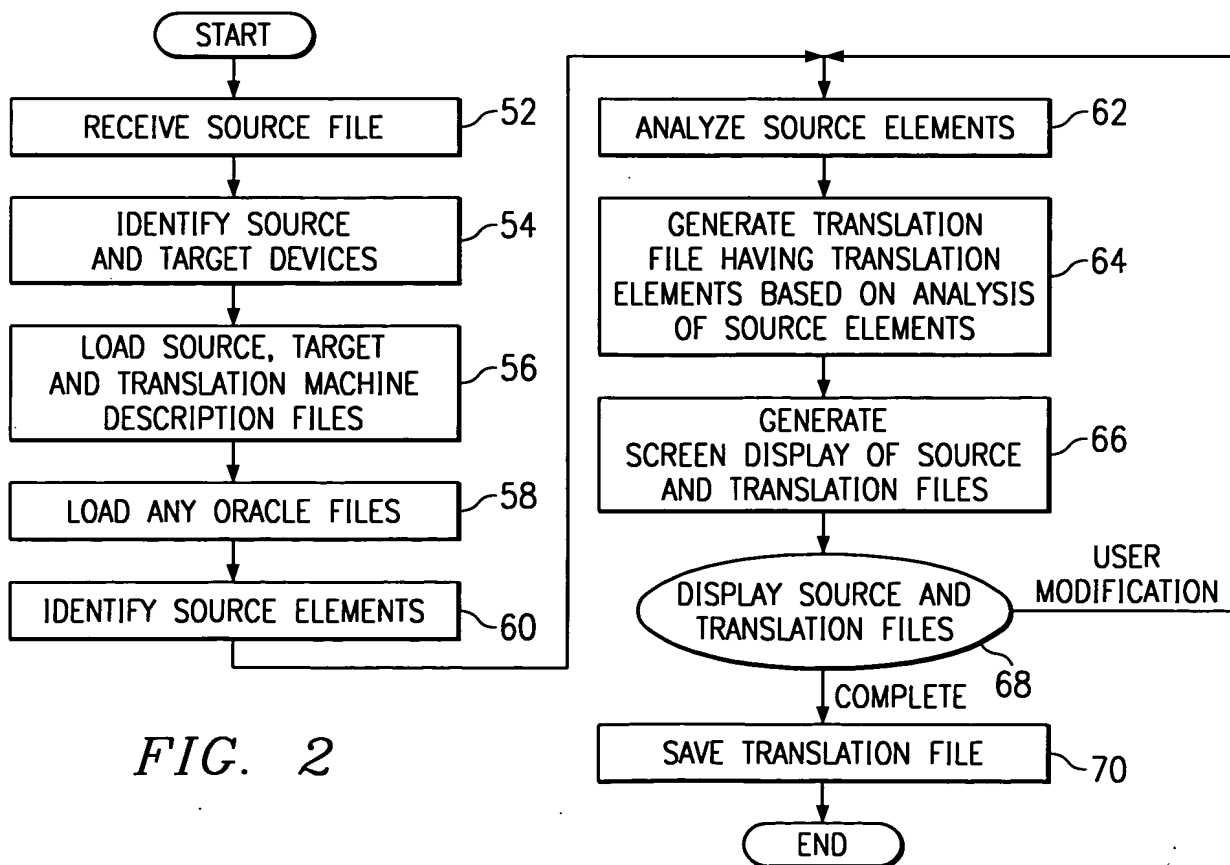 START
RECEIVE SOURCE FILE
52
IDENTIFY SOURCE
AND TARGET DEVICES
54
LOAD SOURCE, TARGET
AND TRANSLATION MACHINE
DESCRIPTION FILES
56
LOAD ANY ORACLE FILES
58
IDENTIFY SOURCE ELEMENTS
60
ANALYZE SOURCE ELEMENTS
62
GENERATE TRANSLATION
FILE HAVING TRANSLATION
ELEMENTS BASED ON ANALYSIS
OF SOURCE ELEMENTS
64
GENERATE
SCREEN DISPLAY OF SOURCE
AND TRANSLATION FILES
66
DISPLAY SOURCE AND
TRANSLATION FILES
68
USER
MODIFICATION
COMPLETE
SAVE TRANSLATION FILE
70
END
FIG. 2